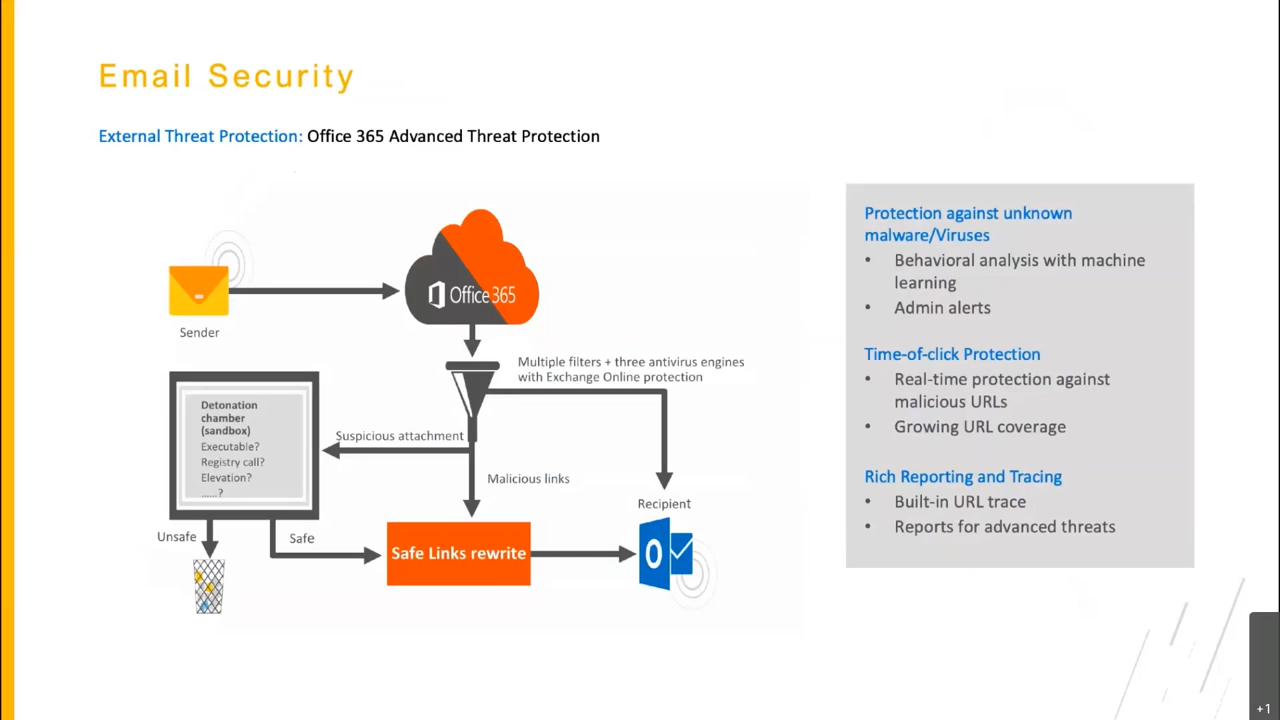 Email Security
External Threat Protection: Office 365 Advanced Threat Protection
Office 365
Sender
Multiple filters + three antivirus engines
with Exchange Online protection
Detonation
chamber
(sandbox)
Executable?
Registry call?
Elevation?
......?
Suspicious attachment
Malicious links
Recipient
Unsafe
Safe
Safe Links rewrite
Protection against unknown
malware/Viruses
• Behavioral analysis with machine
learning
• Admin alerts
Time-of-click Protection
• Real-time protection against
malicious URLs
• Growing URL coverage
Rich Reporting and Tracing
• Built-in URL trace
• Reports for advanced threats
+1